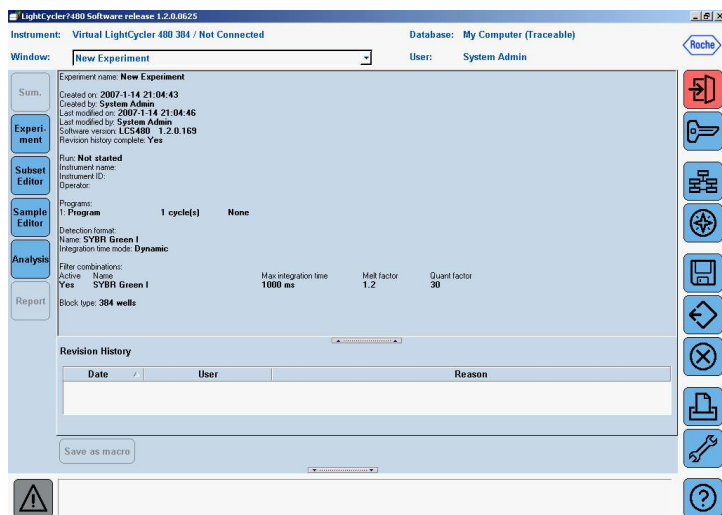 LightCycler?480 Software release 1.2.0.0625
Instrument: Virtual LightCycler 480 384 / Not Connected Database: My Computer (Traceable)
Roche
Window: New Experiment User: System Admin
Sum.
Experi-
ment
Subset
Editor
Sample
Editor
Analysis
Report
Experiment name: New Experiment
Created on: 2007-1-14 21:04:43
Created by: System Admin
Last modified on: 2007-1-14 21:04:46
Last modified by: System Admin
Software version: LCS480 1.2.0.169
Revision history complete: Yes
Run: Not started
Instrument name:
Instrument ID:
Operator:
Programs:
1: Program 1 cycle(s) None
Detection format:
Name: SYBR Green I
Integration time mode: Dynamic
Filter combinations:
Active Name Max integration time Melt factor Quant factor
Yes SYBR Green I 1000 ms 1.2 30
Block type: 384 wells
Revision History
Date User Reason
Save as macro